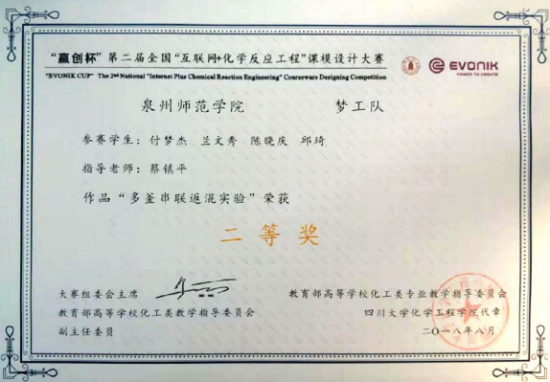 “赢创杯”第二届全国“互联网+化学反应工程”课模设计大赛
"EVONIK CUP" The 2nd National "Internet Plus Chemical Reaction Engineering" Courseware Designing Competition
EVONIK
POWER TO CREATE
泉州师范学院 梦工队
参赛学生：付梦杰 兰文秀 陈晓庆 邱琦
指导老师：蔡镇平
作品“多釜串联返混实验”荣获
二等奖
大赛组委会主席
教育部高等学校化工类教学指导委员会
副主任委员
教育部高等学校化工类专业教学指导委员会
四川大学化学工程学院代章
二〇一八年八月